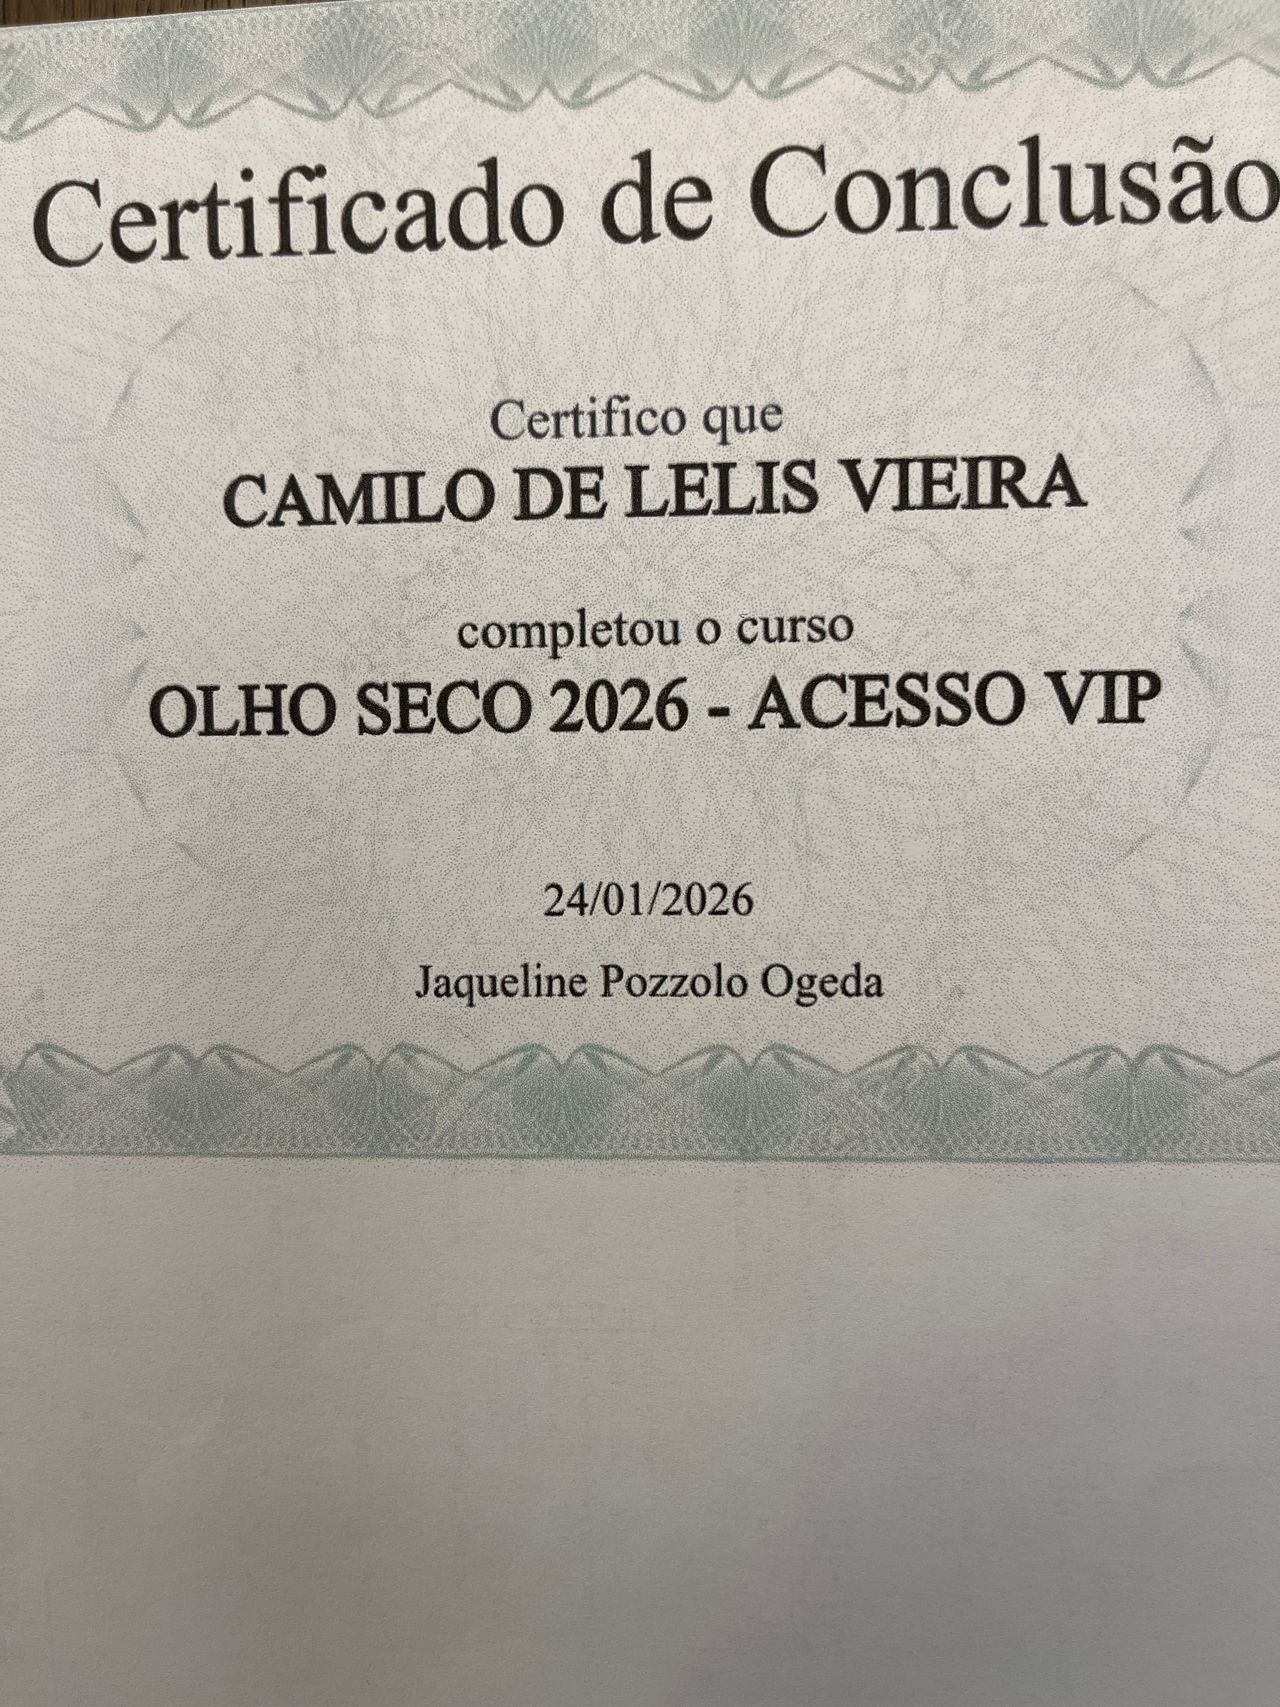 Certificado de Conclusão
Certifico que
CAMILO DE LELIS VIEIRA
completou o curso
OLHO SECO 2026 - ACESSO VIP
24/01/2026
Jaqueline Pozzolo Ogeda